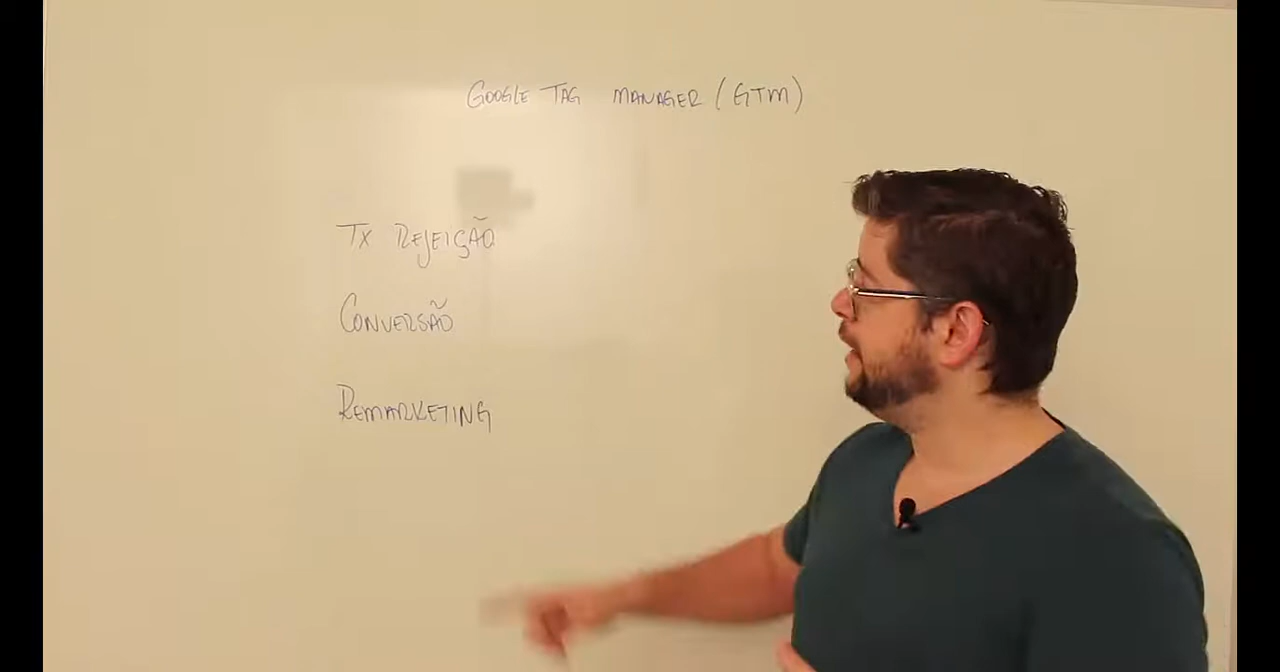 GOOGLE TAG MANAGER (GTM)
TX REJEIÇÃO
CONVERSÃO
REMARKETING